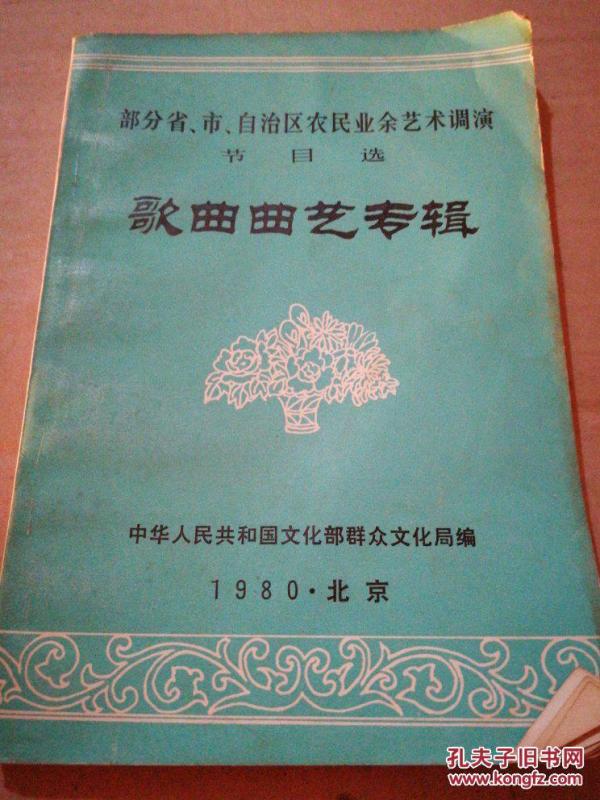 部分省、市、自治区农民业余艺术调演
节目选
歌曲曲艺专辑
中华人民共和国文化部群众文化局编
1980·北京
孔夫子旧书网
www.kongfz.com